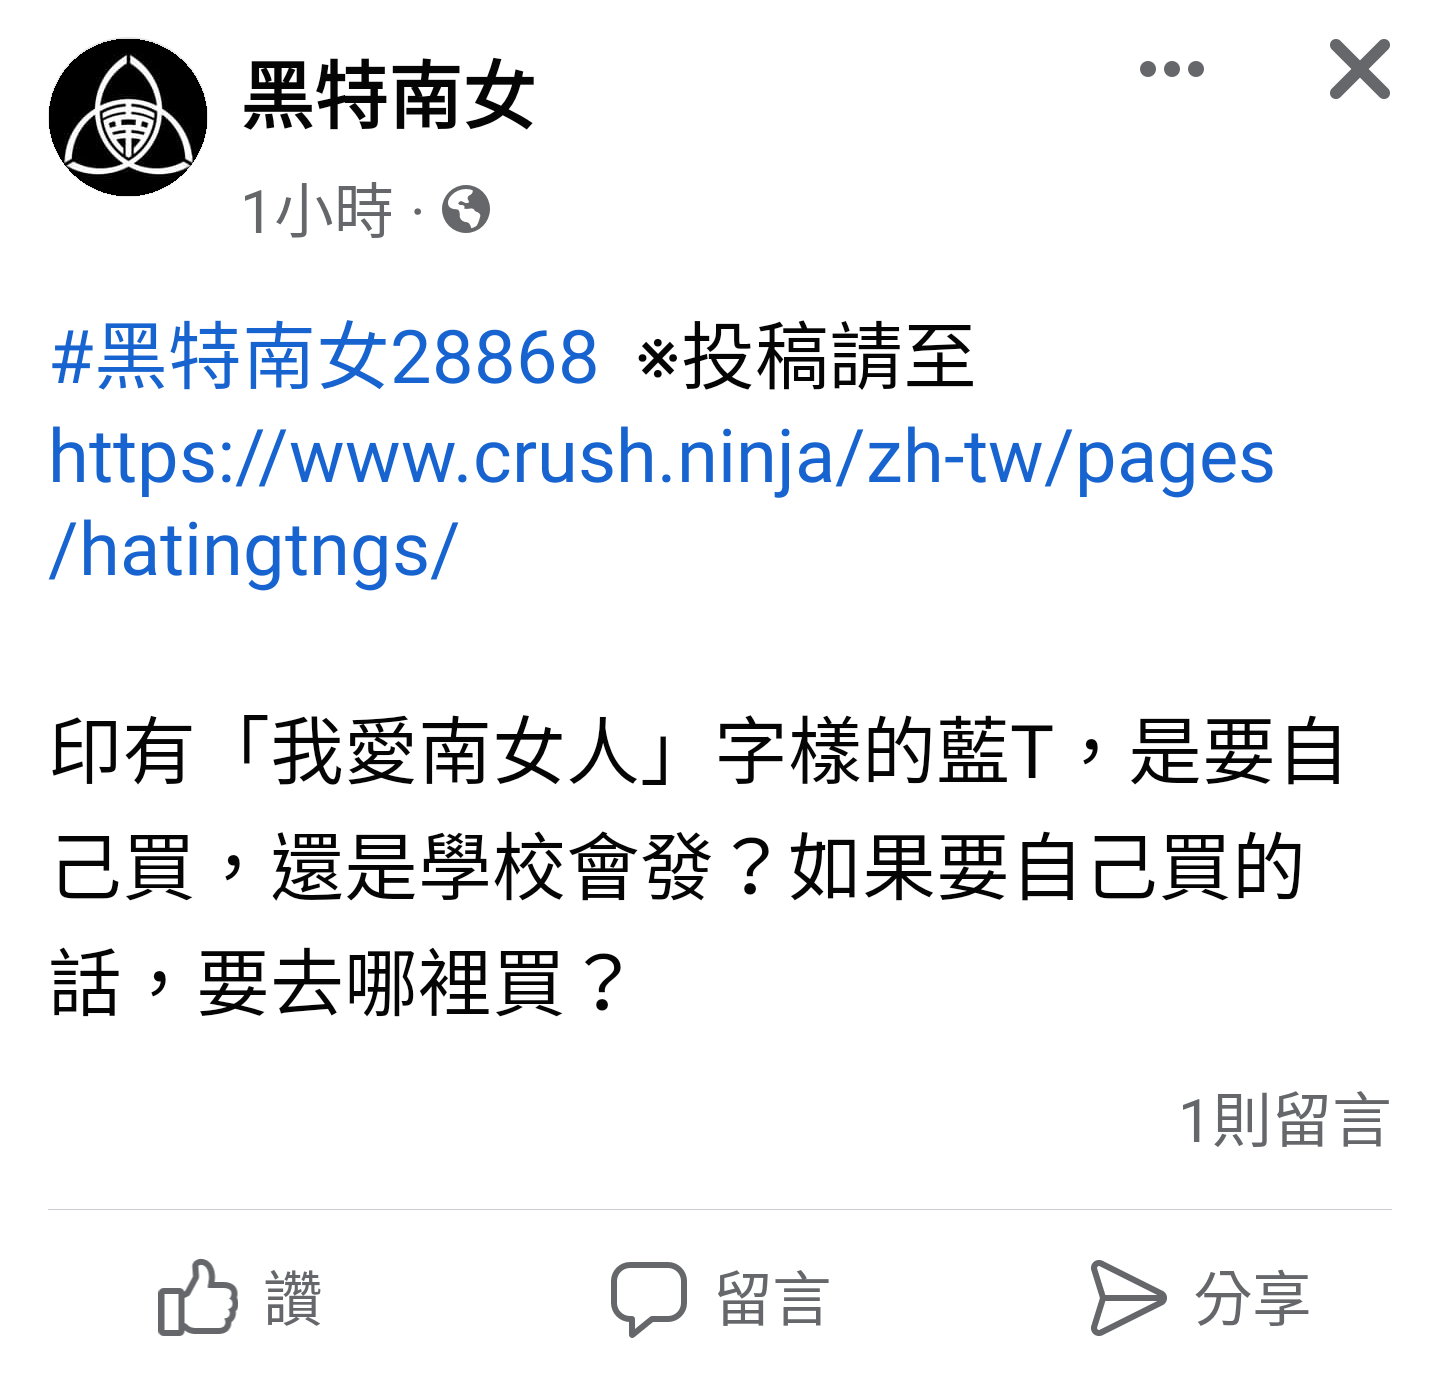 黑特南女
1小時 ·
#黑特南女28868 ※投稿請至
https://www.crush.ninja/zh-tw/pages
/hatingtngs/
印有「我愛南女人」字樣的藍T，是要自
己買，還是學校會發？如果要自己買的
話，要去哪裡買？
1則留言
讚 留言 分享